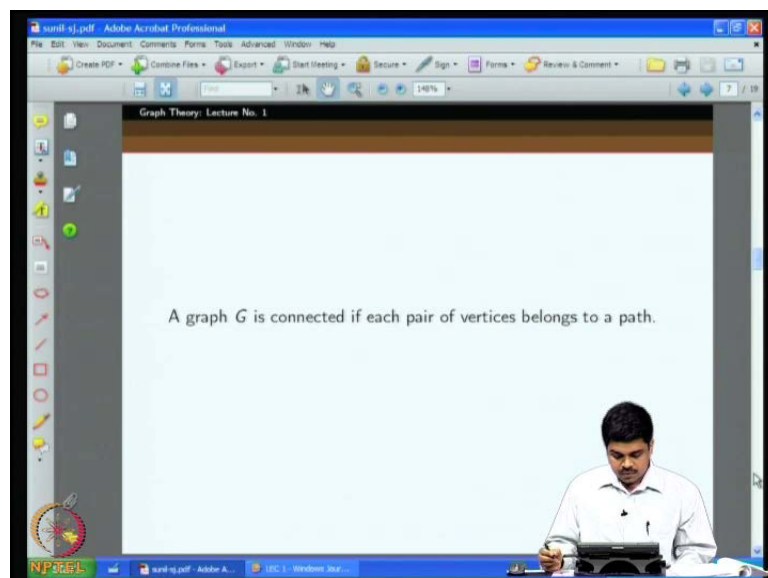 sunil-sj.pdf - Adobe Acrobat Professional
File Edit View Document Comments Forms Tools Advanced Window Help
Create PDF Combine Files Export Start Meeting Secure Sign Forms Review & Comment
Find 148% 7 / 19
Graph Theory: Lecture No. 1
A graph G is connected if each pair of vertices belongs to a path.
NPTEL
sunil-sj.pdf - Adobe A... LEC 1 - Windows Jour...